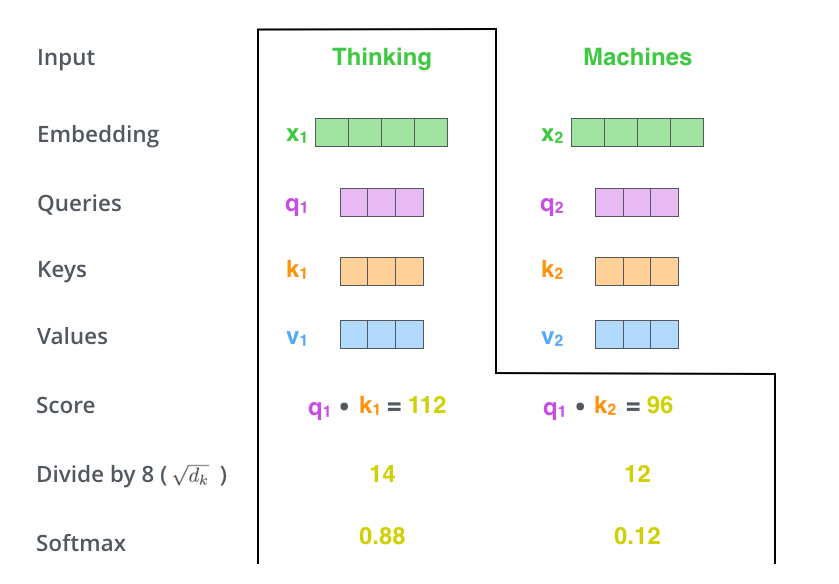 Input Thinking Machines
Embedding x₁ x₂
Queries q₁ q₂
Keys k₁ k₂
Values v₁ v₂
Score q₁ • k₁ = 112 q₁ • k₂ = 96
Divide by 8 ( √dₖ ) 14 12
Softmax 0.88 0.12